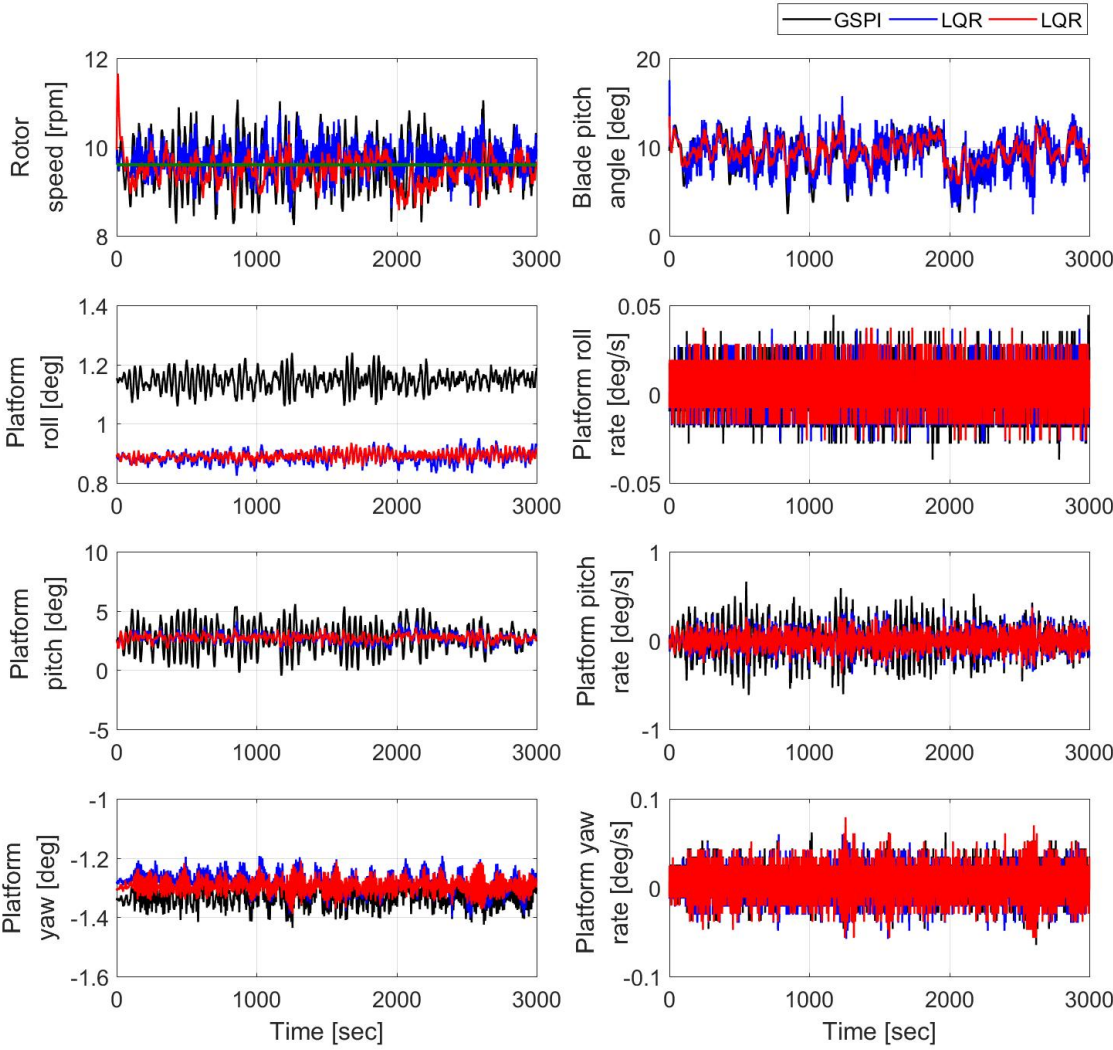 GSPI LQR LQR
Rotor
speed [rpm]
12
10
8
0 1000 2000 3000
Blade pitch
angle [deg]
20
10
0
0 1000 2000 3000
Platform
roll [deg]
1.4
1.2
1
0.8
0 1000 2000 3000
Platform roll
rate [deg/s]
0.05
0
-0.05
0 1000 2000 3000
Platform
pitch [deg]
10
5
0
-5
0 1000 2000 3000
Platform pitch
rate [deg/s]
1
0
-1
0 1000 2000 3000
Platform
yaw [deg]
-1
-1.2
-1.4
-1.6
0 1000 2000 3000
Time [sec]
Platform yaw
rate [deg/s]
0.1
0
-0.1
0 1000 2000 3000
Time [sec]